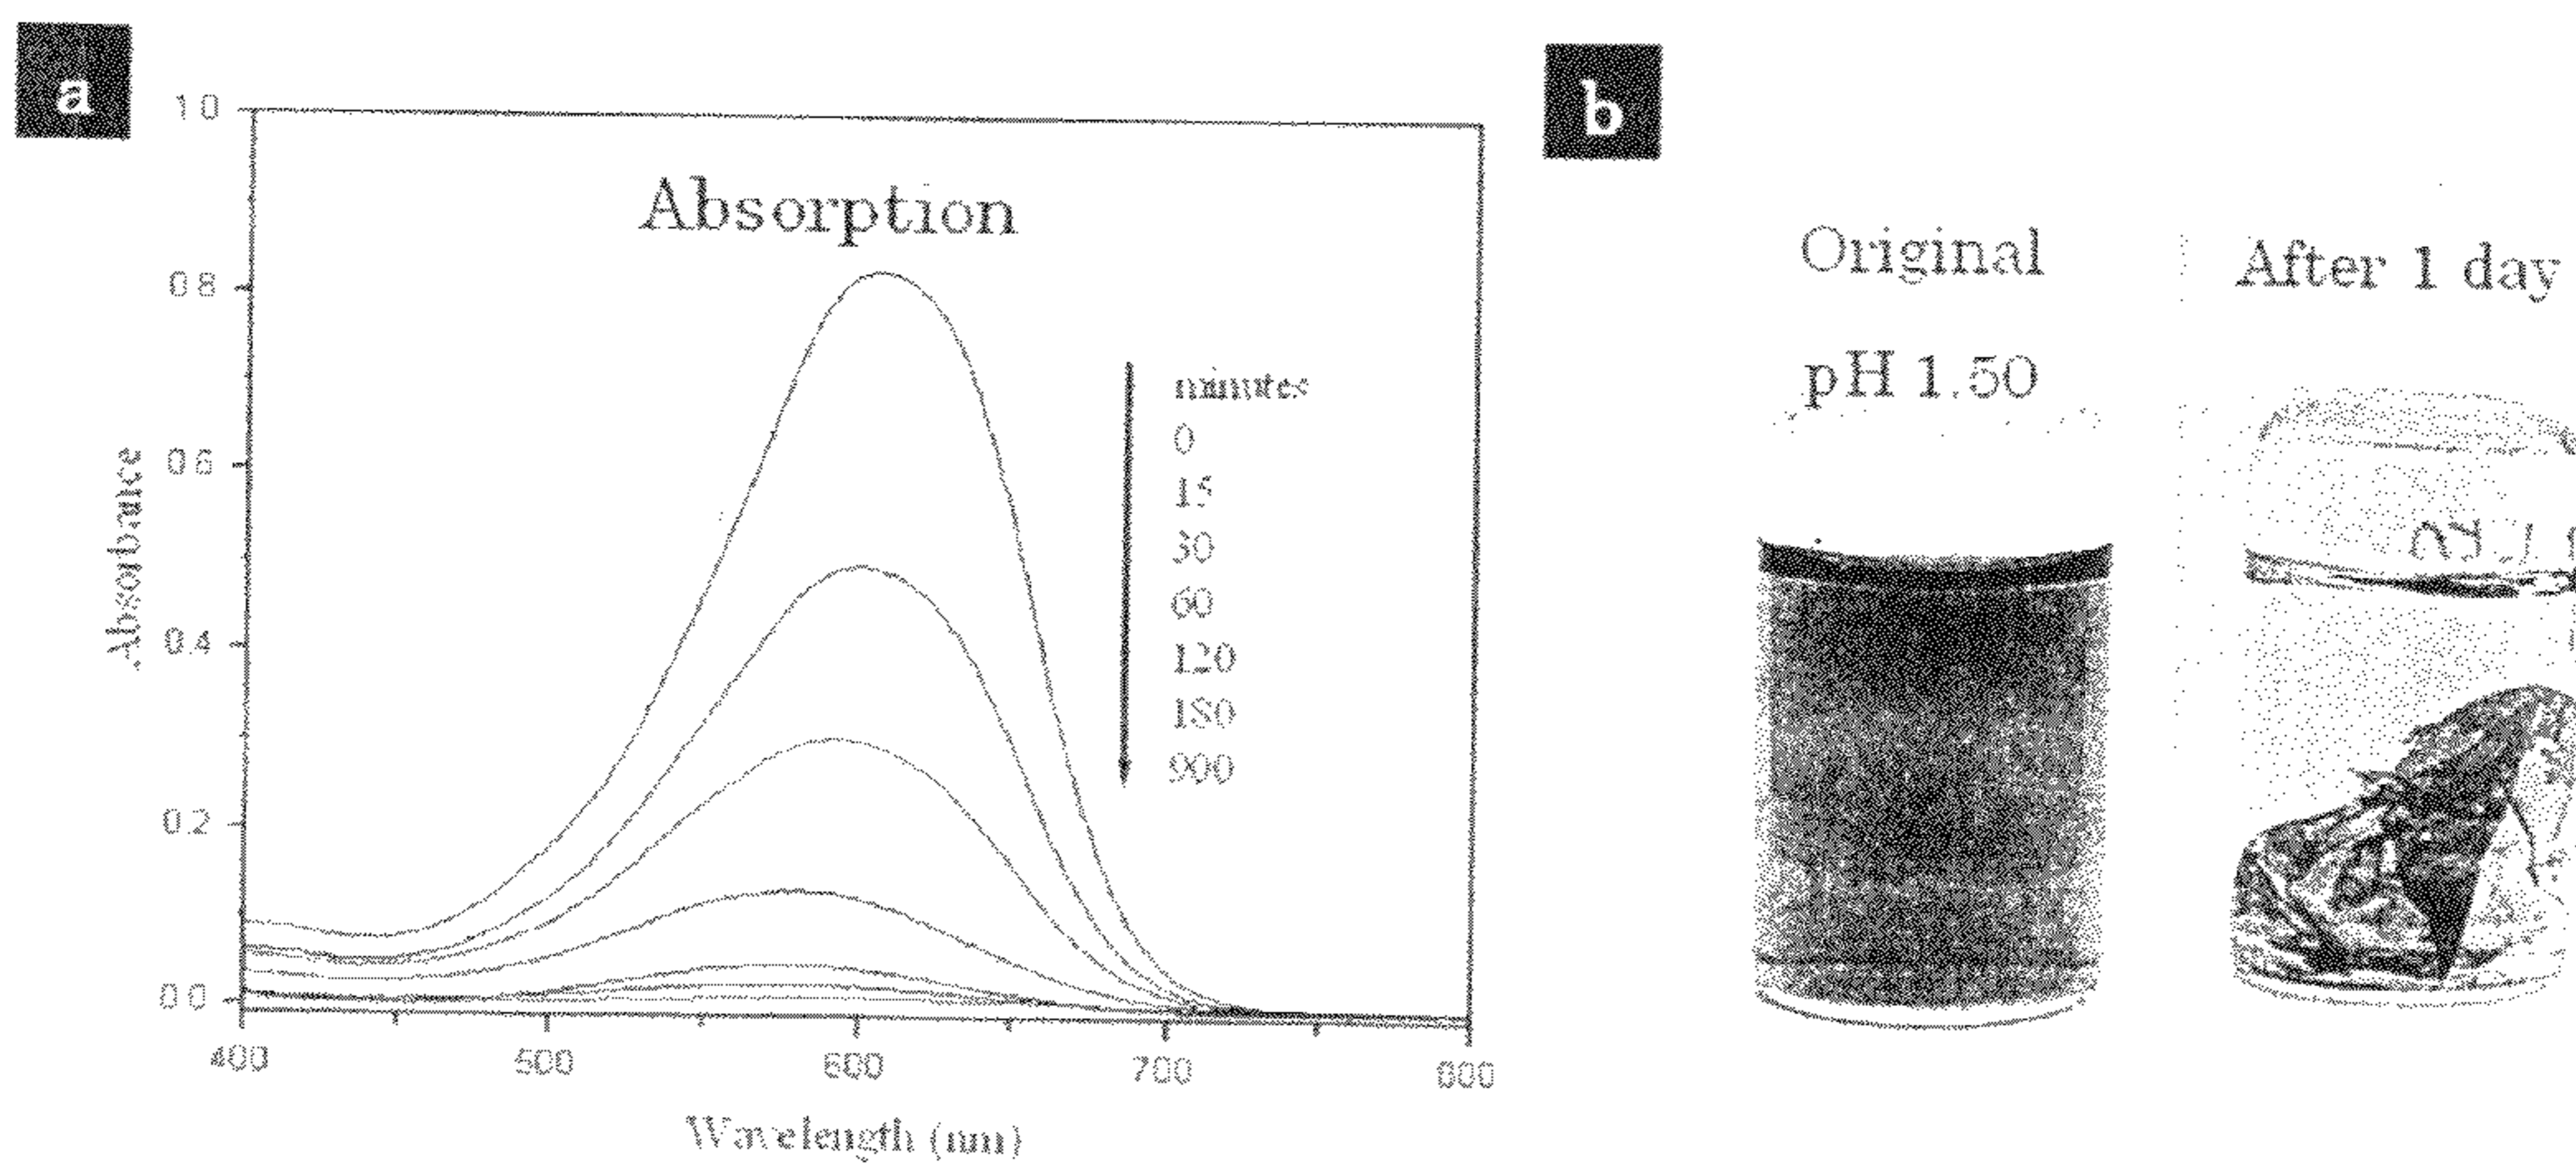 a
1 0
0 8
0 6
0.4
0.2
0 0
Absorbance
Absorption
minutes
0
15
30
60
120
180
900
400
500
600
700
800
Wavelength (nm)
b
Original
pH 1.50
After 1 day